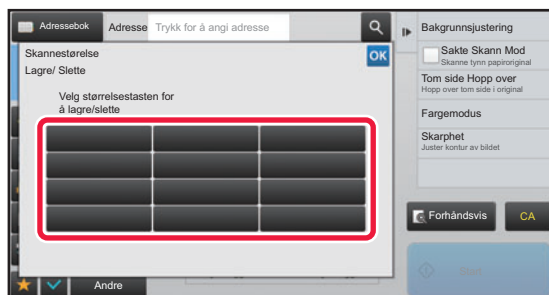 Adressebok
Adresse
Trykk for å angi adresse
Skannestørelse
Lagre/ Slette
OK
Velg størrelsestasten for
å lagre/slette
Andre
Bakgrunnsjustering
Sakte Skann Mod
Skanne tynn papiroriginal
Tom side Hopp over
Hopp over tom side i original
Fargemodus
Skarphet
Juster kontur av bildet
Forhåndsvis
CA
Start